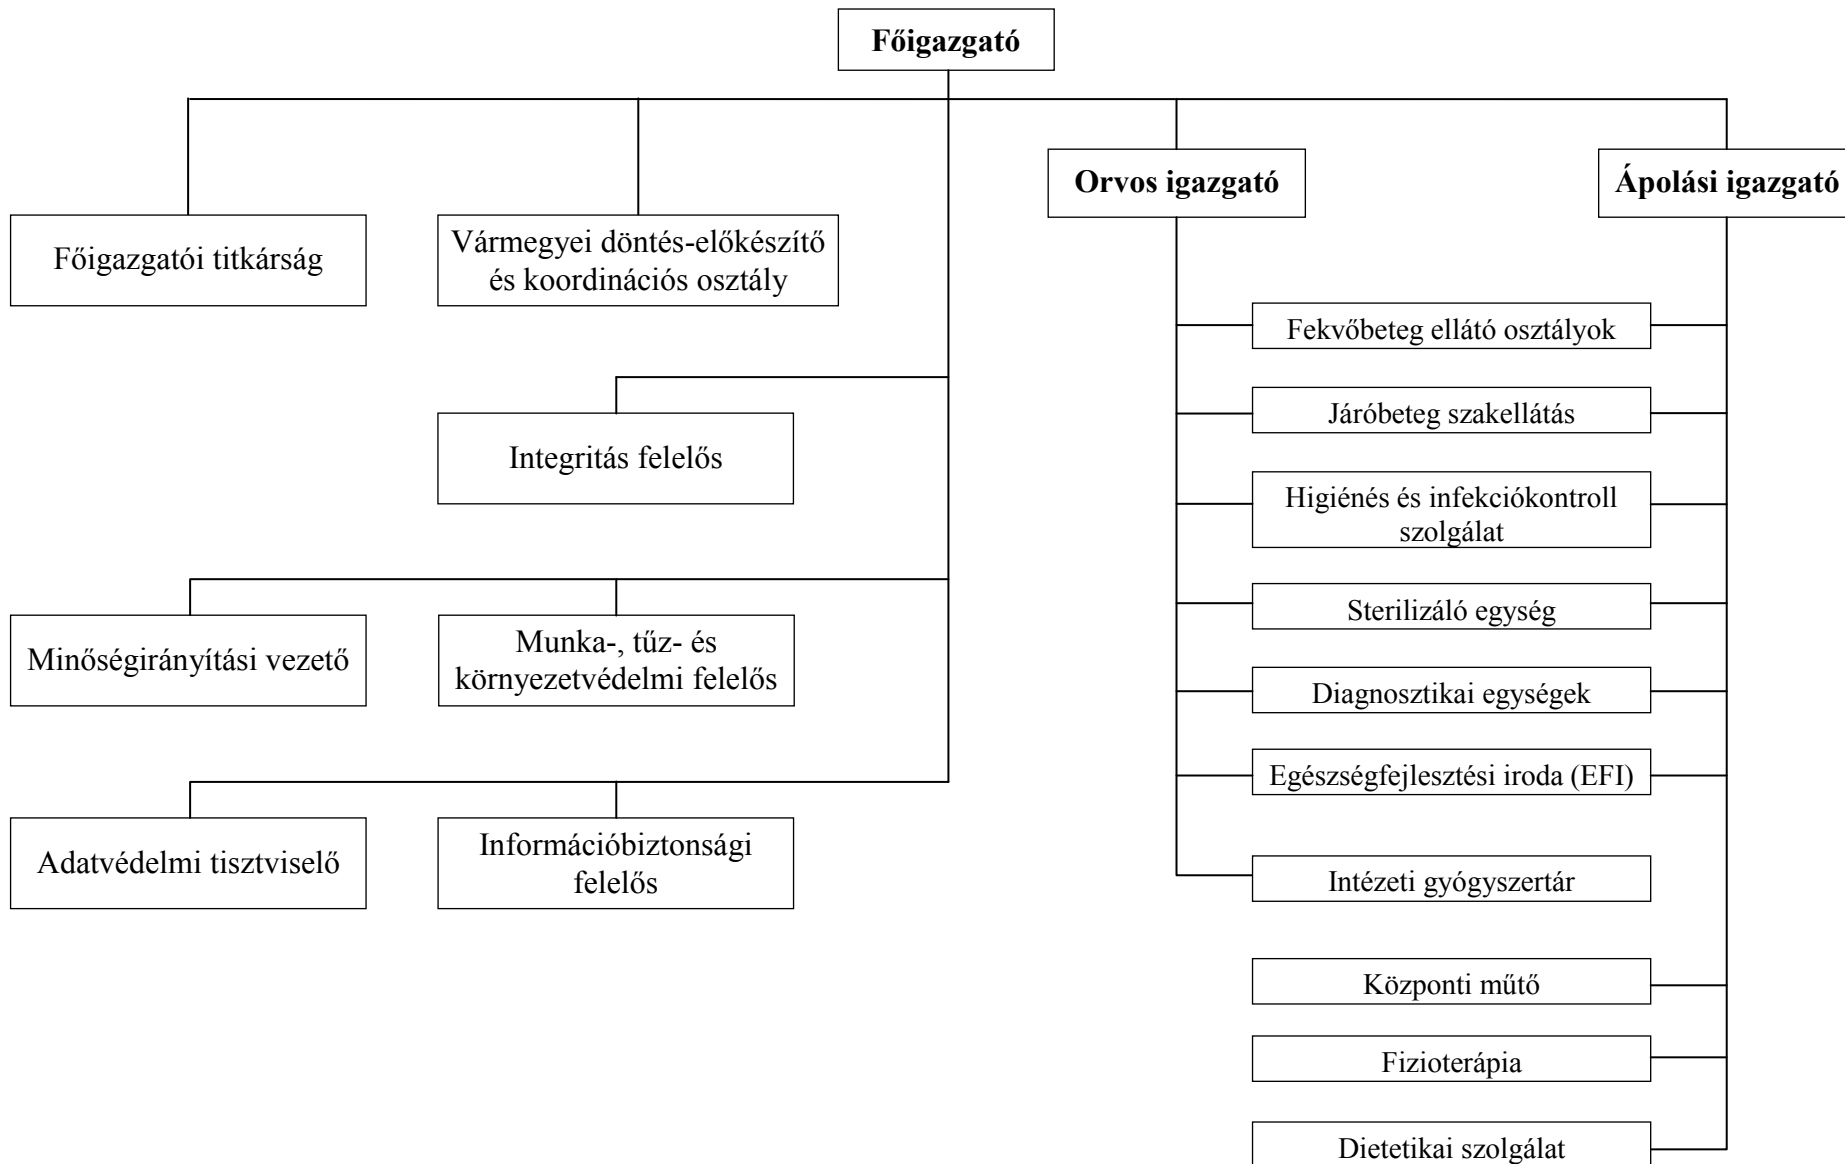 Főigazgató
Orvos igazgató
Ápolási igazgató
Főigazgatói titkárság
Vármegyei döntés-előkészítő
és koordinációs osztály
Integritás felelős
Minőségirányítási vezető
Munka-, tűz- és
környezetvédelmi felelős
Adatvédelmi tisztviselő
Információbiztonsági
felelős
Fekvőbeteg ellátó osztályok
Járóbeteg szakellátás
Higiénés és infekciókontroll
szolgálat
Sterilizáló egység
Diagnosztikai egységek
Egészségfejlesztési iroda (EFI)
Intézeti gyógyszertár
Központi műtő
Fizioterápia
Dietetikai szolgálat